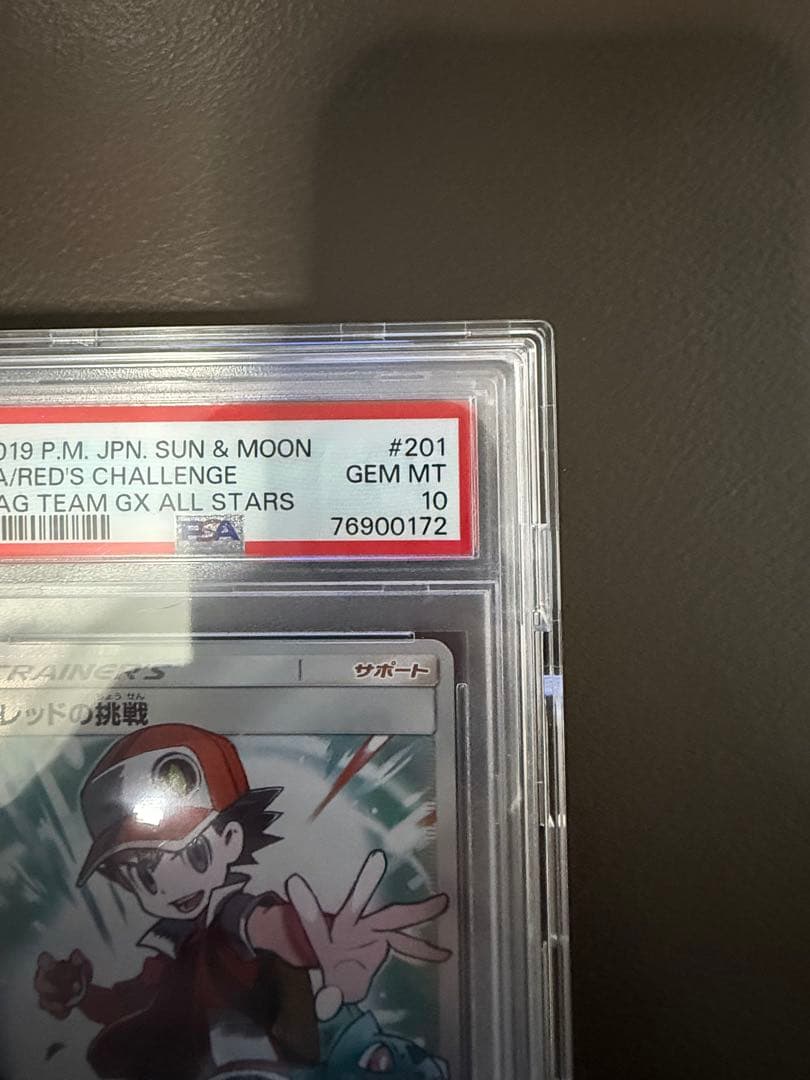 019 P.M. JPN. SUN & MOON #201
A/RED'S CHALLENGE GEM MT
AG TEAM GX ALL STARS 10
PSA 76900172
TRAINER'S サポート
ちょう せん
レッドの挑戦